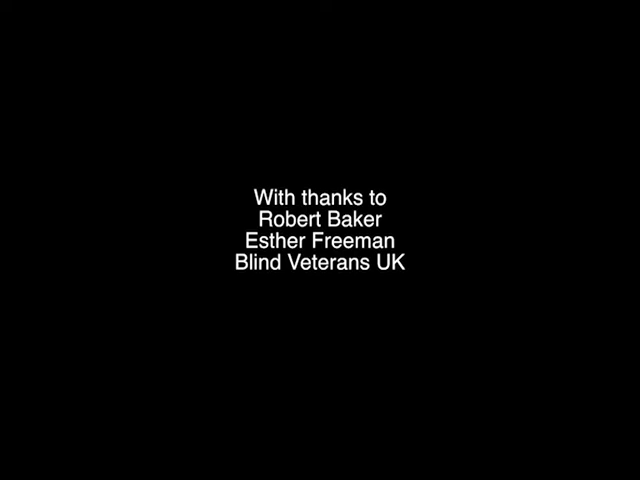 With thanks to
Robert Baker
Esther Freeman
Blind Veterans UK